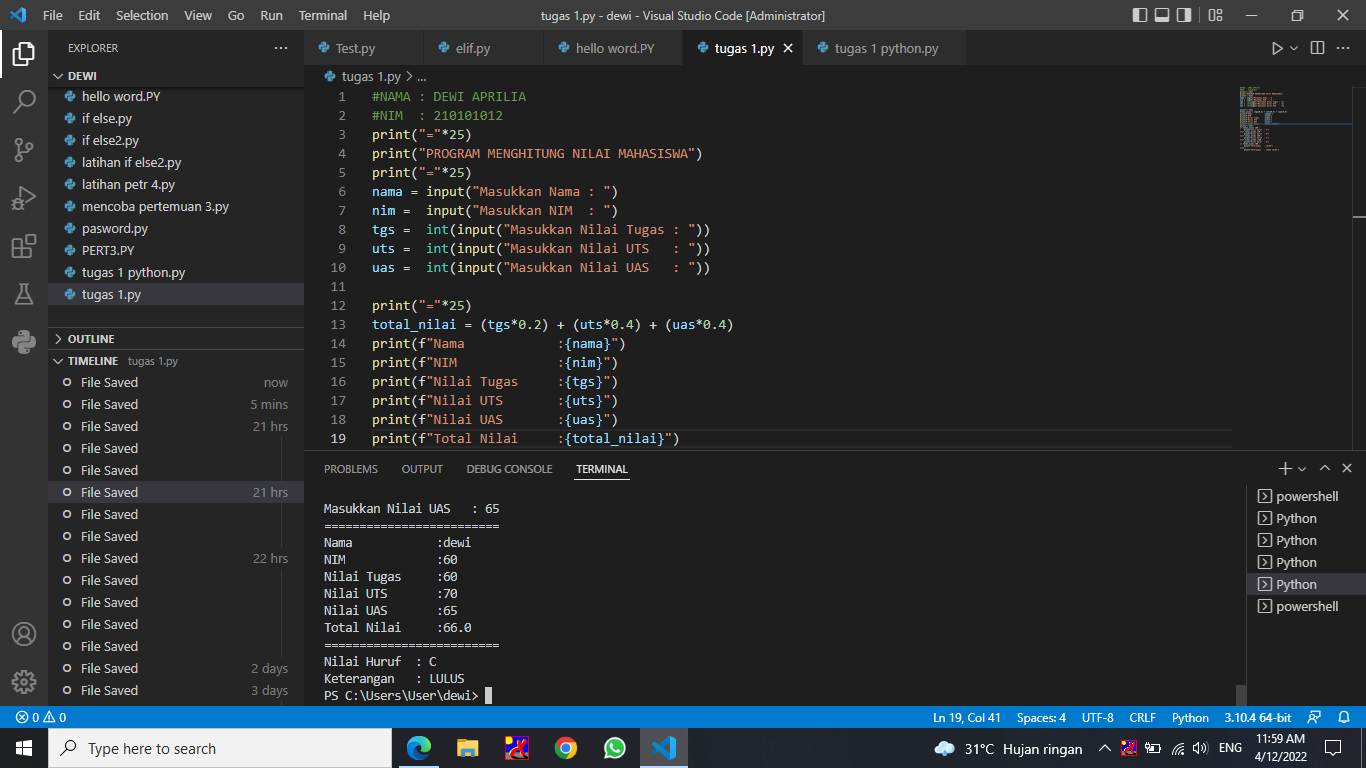 File Edit Selection View Go Run Terminal Help
tugas 1.py - dewi - Visual Studio Code [Administrator]
EXPLORER
DEWI
hello word.PY
if else.py
if else2.py
latihan if else2.py
latihan petr 4.py
mencoba pertemuan 3.py
pasword.py
PERT3.PY
tugas 1 python.py
tugas 1.py
OUTLINE
TIMELINE tugas 1.py
File Saved now
File Saved 5 mins
File Saved 21 hrs
File Saved
File Saved
File Saved 21 hrs
File Saved
File Saved
File Saved 22 hrs
File Saved
File Saved
File Saved
File Saved
File Saved 2 days
File Saved 3 days
Test.py elif.py hello word.PY tugas 1.py tugas 1 python.py
tugas 1.py > ...
1 #NAMA : DEWI APRILIA
2 #NIM  : 210101012
3 print("="*25)
4 print("PROGRAM MENGHITUNG NILAI MAHASISWA")
5 print("="*25)
6 nama = input("Masukkan Nama : ")
7 nim =  input("Masukkan NIM  : ")
8 tgs =  int(input("Masukkan Nilai Tugas : "))
9 uts =  int(input("Masukkan Nilai UTS   : "))
10 uas =  int(input("Masukkan Nilai UAS   : "))
11
12 print("="*25)
13 total_nilai = (tgs*0.2) + (uts*0.4) + (uas*0.4)
14 print(f"Nama            :{nama}")
15 print(f"NIM             :{nim}")
16 print(f"Nilai Tugas     :{tgs}")
17 print(f"Nilai UTS       :{uts}")
18 print(f"Nilai UAS       :{uas}")
19 print(f"Total Nilai     :{total_nilai}")
PROBLEMS OUTPUT DEBUG CONSOLE TERMINAL
Masukkan Nilai UAS   : 65
=========================
Nama            :dewi
NIM             :60
Nilai Tugas     :60
Nilai UTS       :70
Nilai UAS       :65
Total Nilai     :66.0
=========================
Nilai Huruf  : C
Keterangan   : LULUS
PS C:\Users\User\dewi>
powershell
Python
Python
Python
Python
powershell
0 0 Ln 19, Col 41 Spaces: 4 UTF-8 CRLF Python 3.10.4 64-bit
Type here to search
31°C Hujan ringan
ENG
11:59 AM
4/12/2022